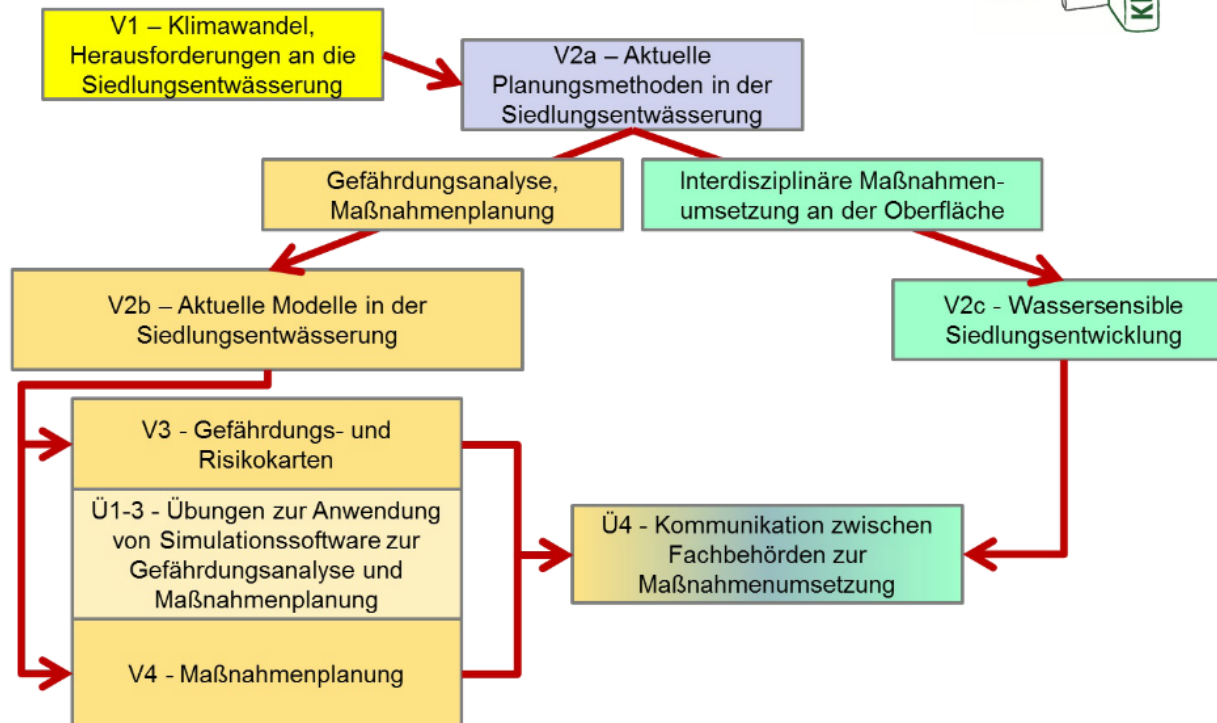 V1 – Klimawandel,
Herausforderungen an die
Siedlungsentwässerung
V2a – Aktuelle
Planungsmethoden in der
Siedlungsentwässerung
Gefährdungsanalyse,
Maßnahmenplanung
Interdisziplinäre Maßnahmen-
umsetzung an der Oberfläche
V2b – Aktuelle Modelle in der
Siedlungsentwässerung
V2c - Wassersensible
Siedlungsentwicklung
V3 - Gefährdungs- und
Risikokarten
Ü1-3 - Übungen zur Anwendung
von Simulationssoftware zur
Gefährdungsanalyse und
Maßnahmenplanung
Ü4 - Kommunikation zwischen
Fachbehörden zur
Maßnahmenumsetzung
V4 - Maßnahmenplanung